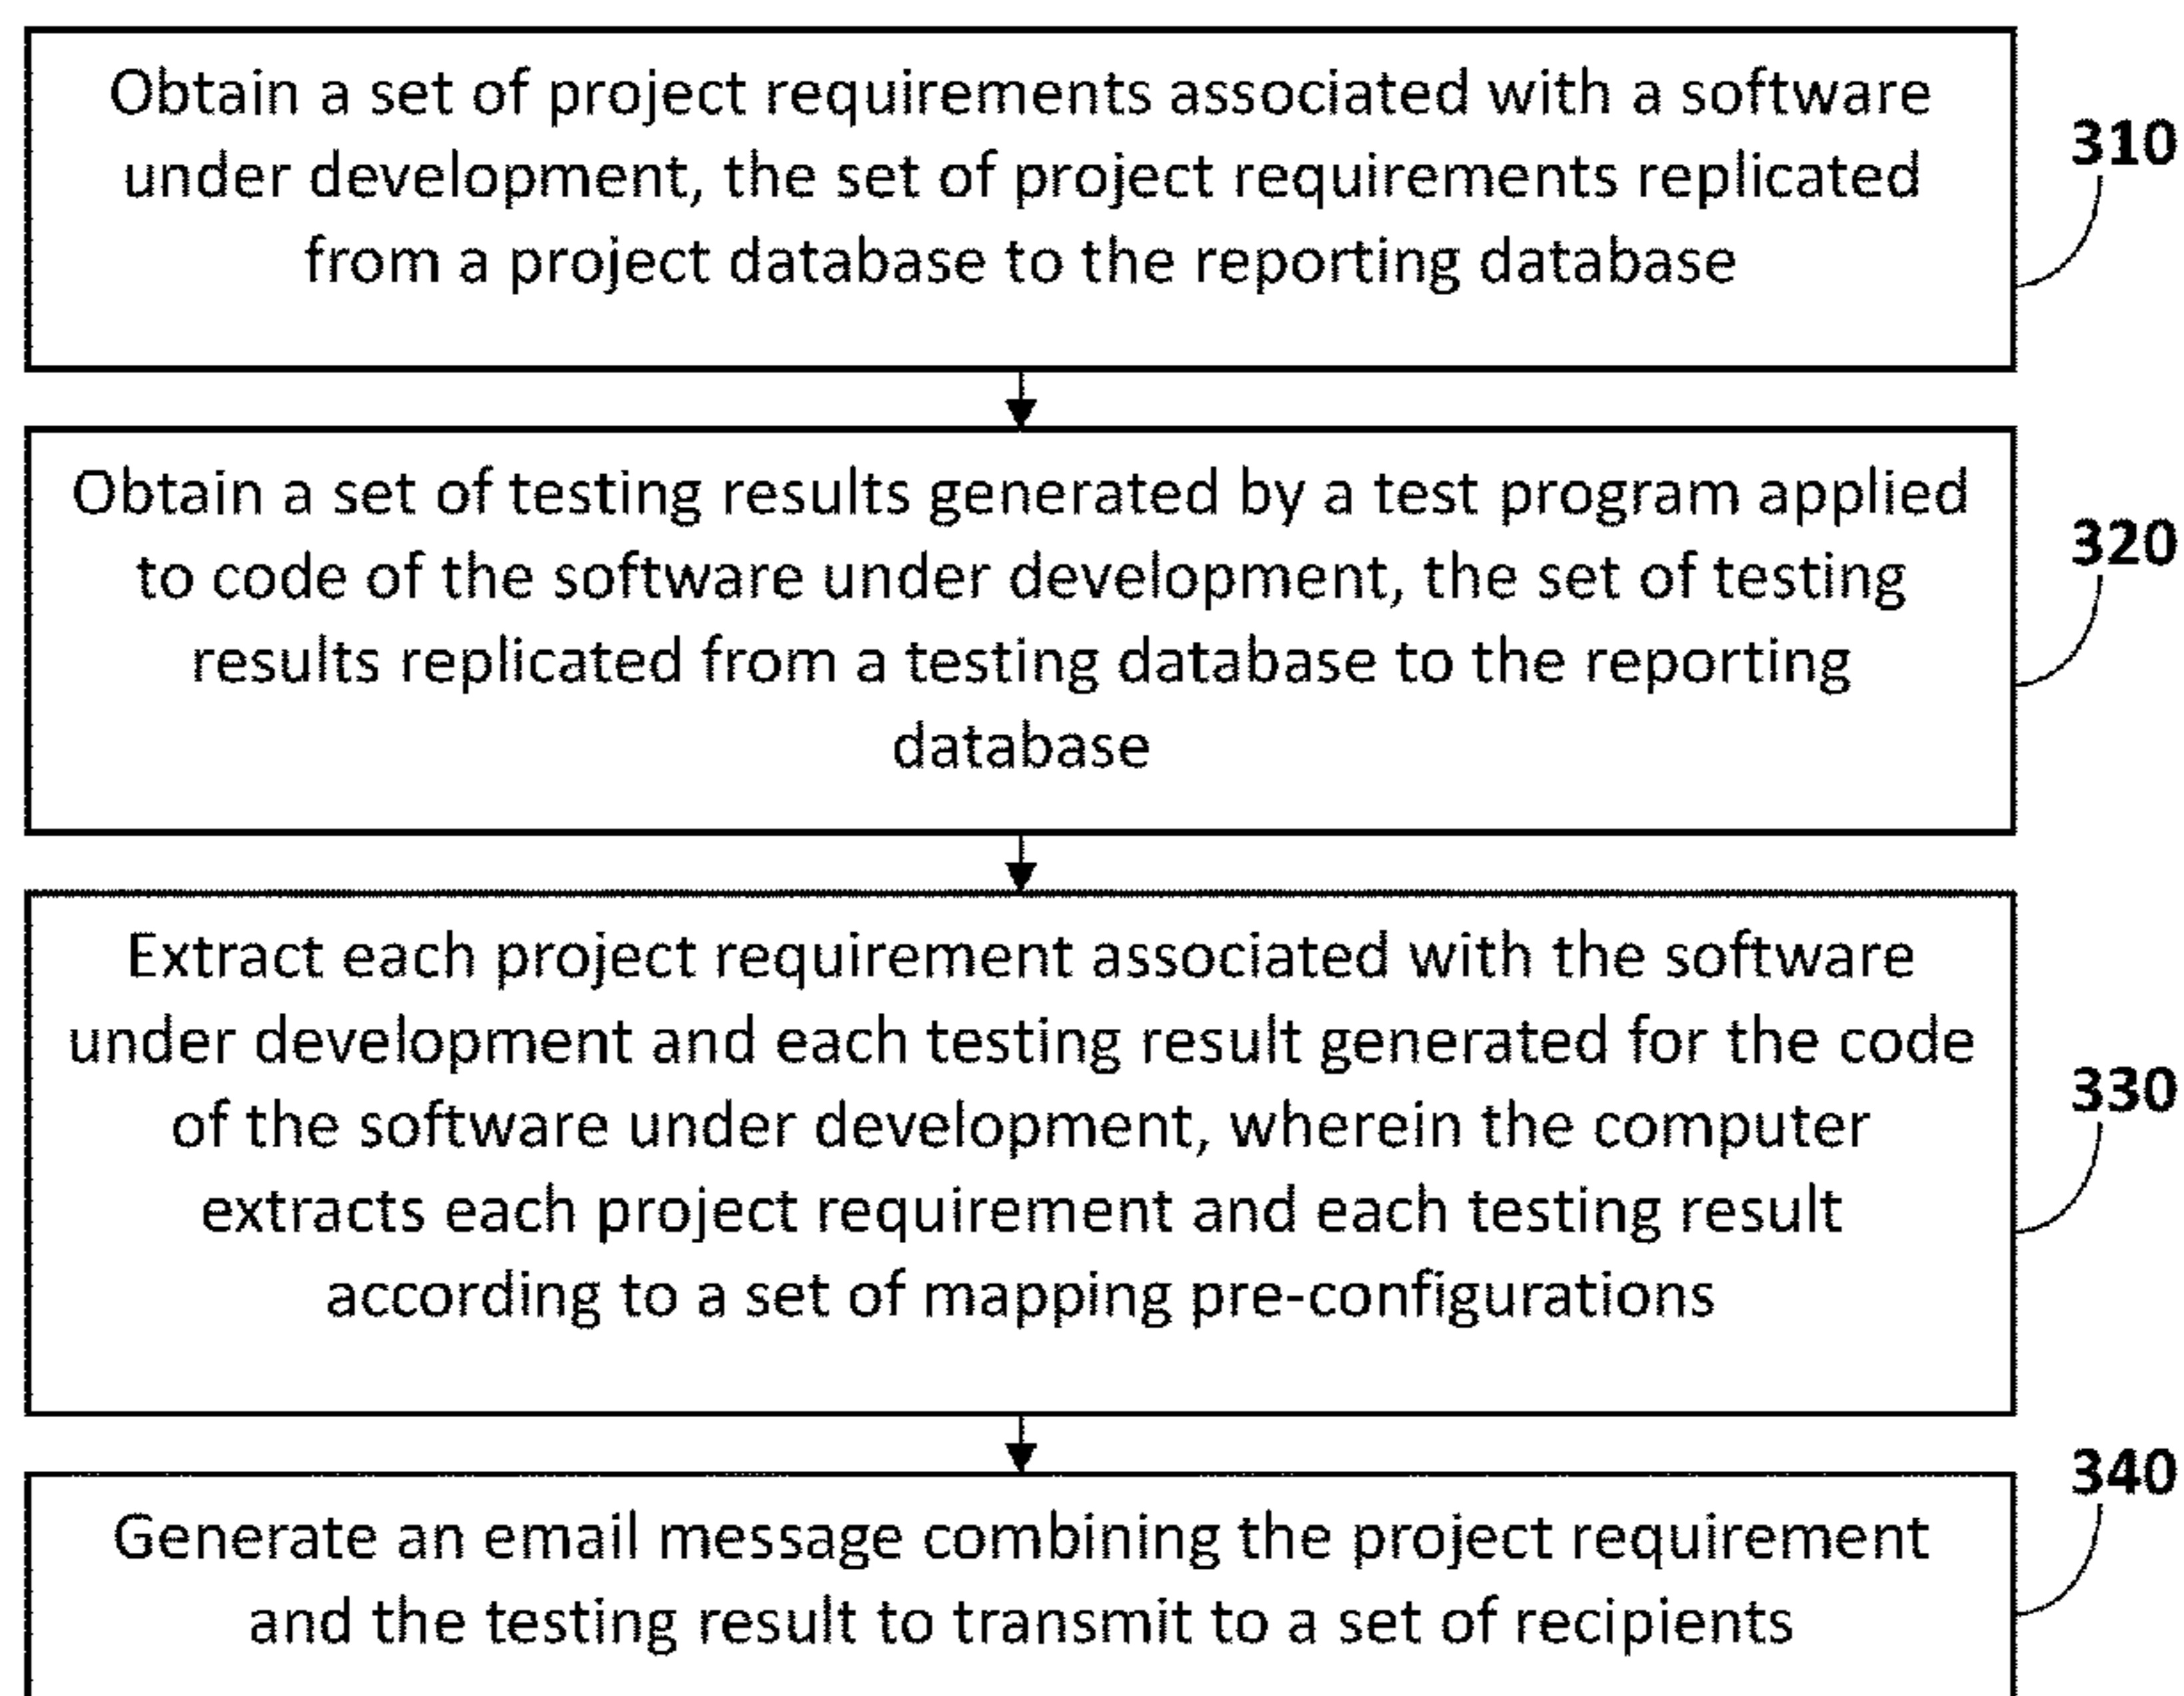 Obtain a set of project requirements associated with a software
under development, the set of project requirements replicated
from a project database to the reporting database
310
Obtain a set of testing results generated by a test program applied
to code of the software under development, the set of testing
results replicated from a testing database to the reporting
database
320
Extract each project requirement associated with the software
under development and each testing result generated for the code
of the software under development, wherein the computer
extracts each project requirement and each testing result
according to a set of mapping pre-configurations
330
Generate an email message combining the project requirement
and the testing result to transmit to a set of recipients
340